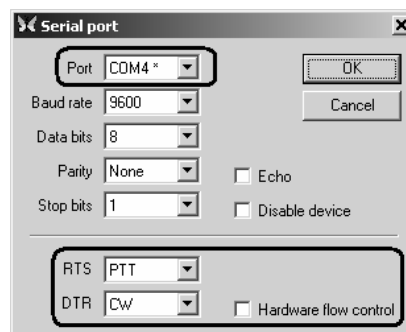 Serial port
Port COM4 * OK
Baud rate 9600 Cancel
Data bits 8
Parity None Echo
Stop bits 1 Disable device
RTS PTT
DTR CW Hardware flow control